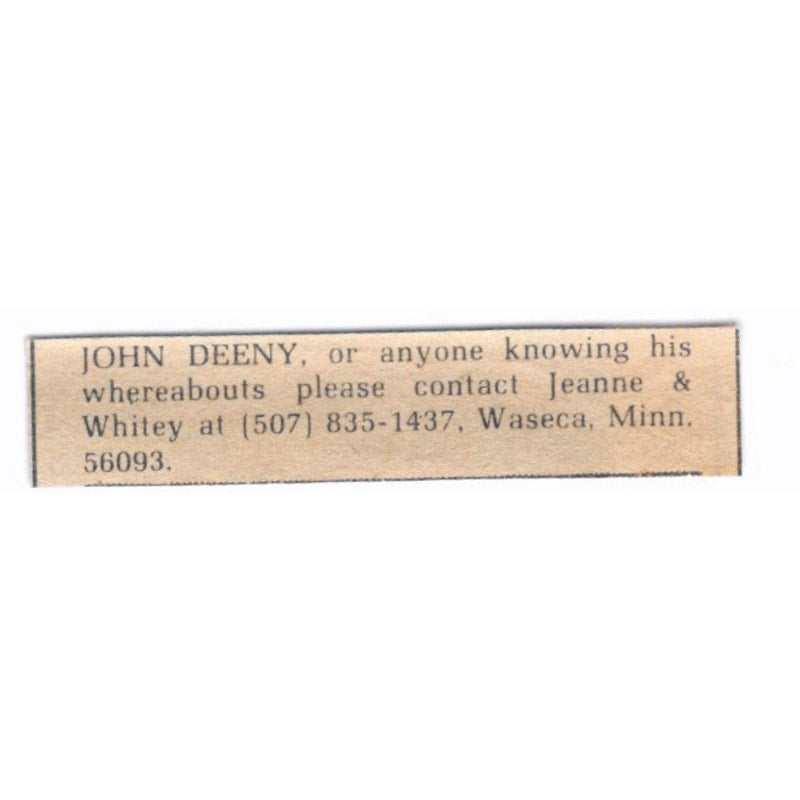 JOHN DEENY, or anyone knowing his
whereabouts please contact Jeanne &
Whitey at (507) 835-1437, Waseca, Minn.
56093.